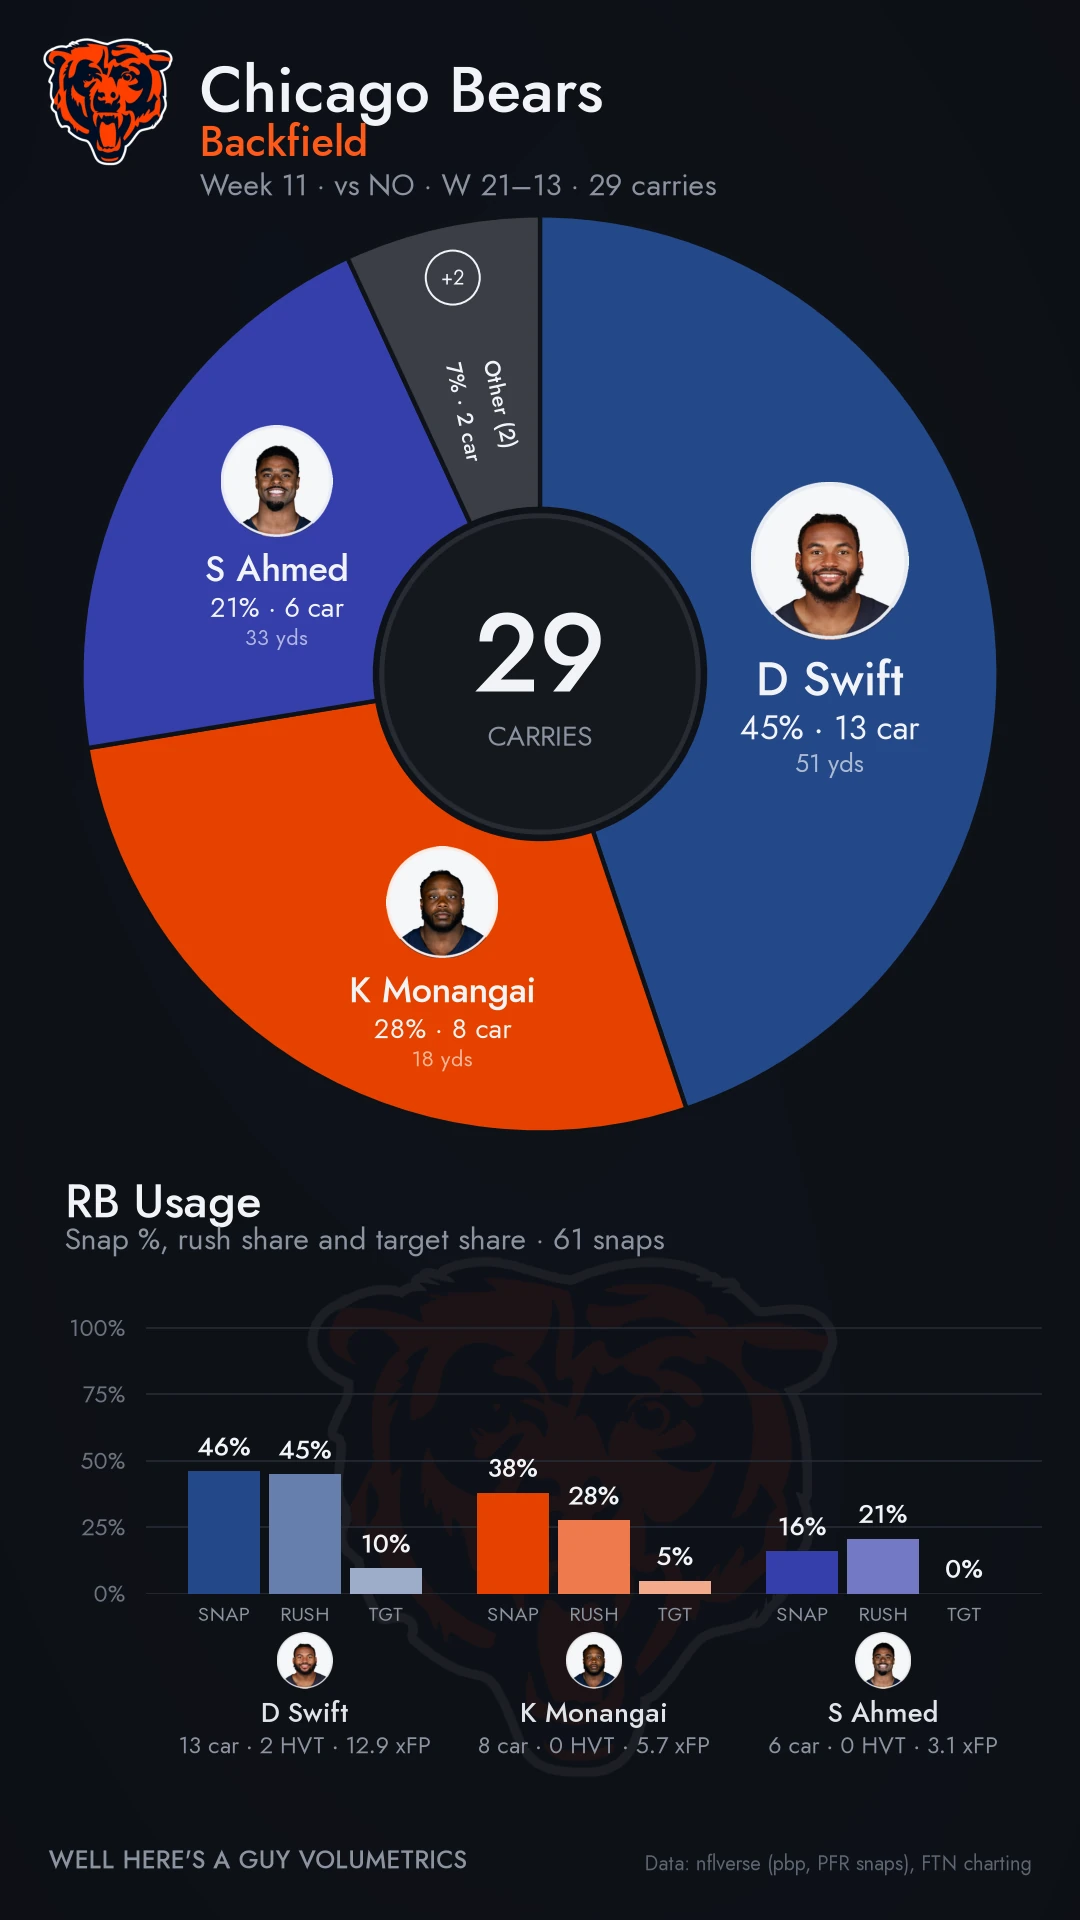 Chicago Bears
Backfield
Week 11 · vs NO · W 21–13 · 29 carries
+2
Other (2)
7% · 2 car
S Ahmed
21% · 6 car
33 yds
D Swift
45% · 13 car
51 yds
29
CARRIES
K Monangai
28% · 8 car
18 yds
RB Usage
Snap %, rush share and target share · 61 snaps
100%
75%
50%
25%
0%
46% 45% 10% 38% 28% 5% 16% 21% 0%
SNAP RUSH TGT SNAP RUSH TGT SNAP RUSH TGT
D Swift K Monangai S Ahmed
13 car · 2 HVT · 12.9 xFP 8 car · 0 HVT · 5.7 xFP 6 car · 0 HVT · 3.1 xFP
WELL HERE'S A GUY VOLUMETRICS
Data: nflverse (pbp, PFR snaps), FTN charting